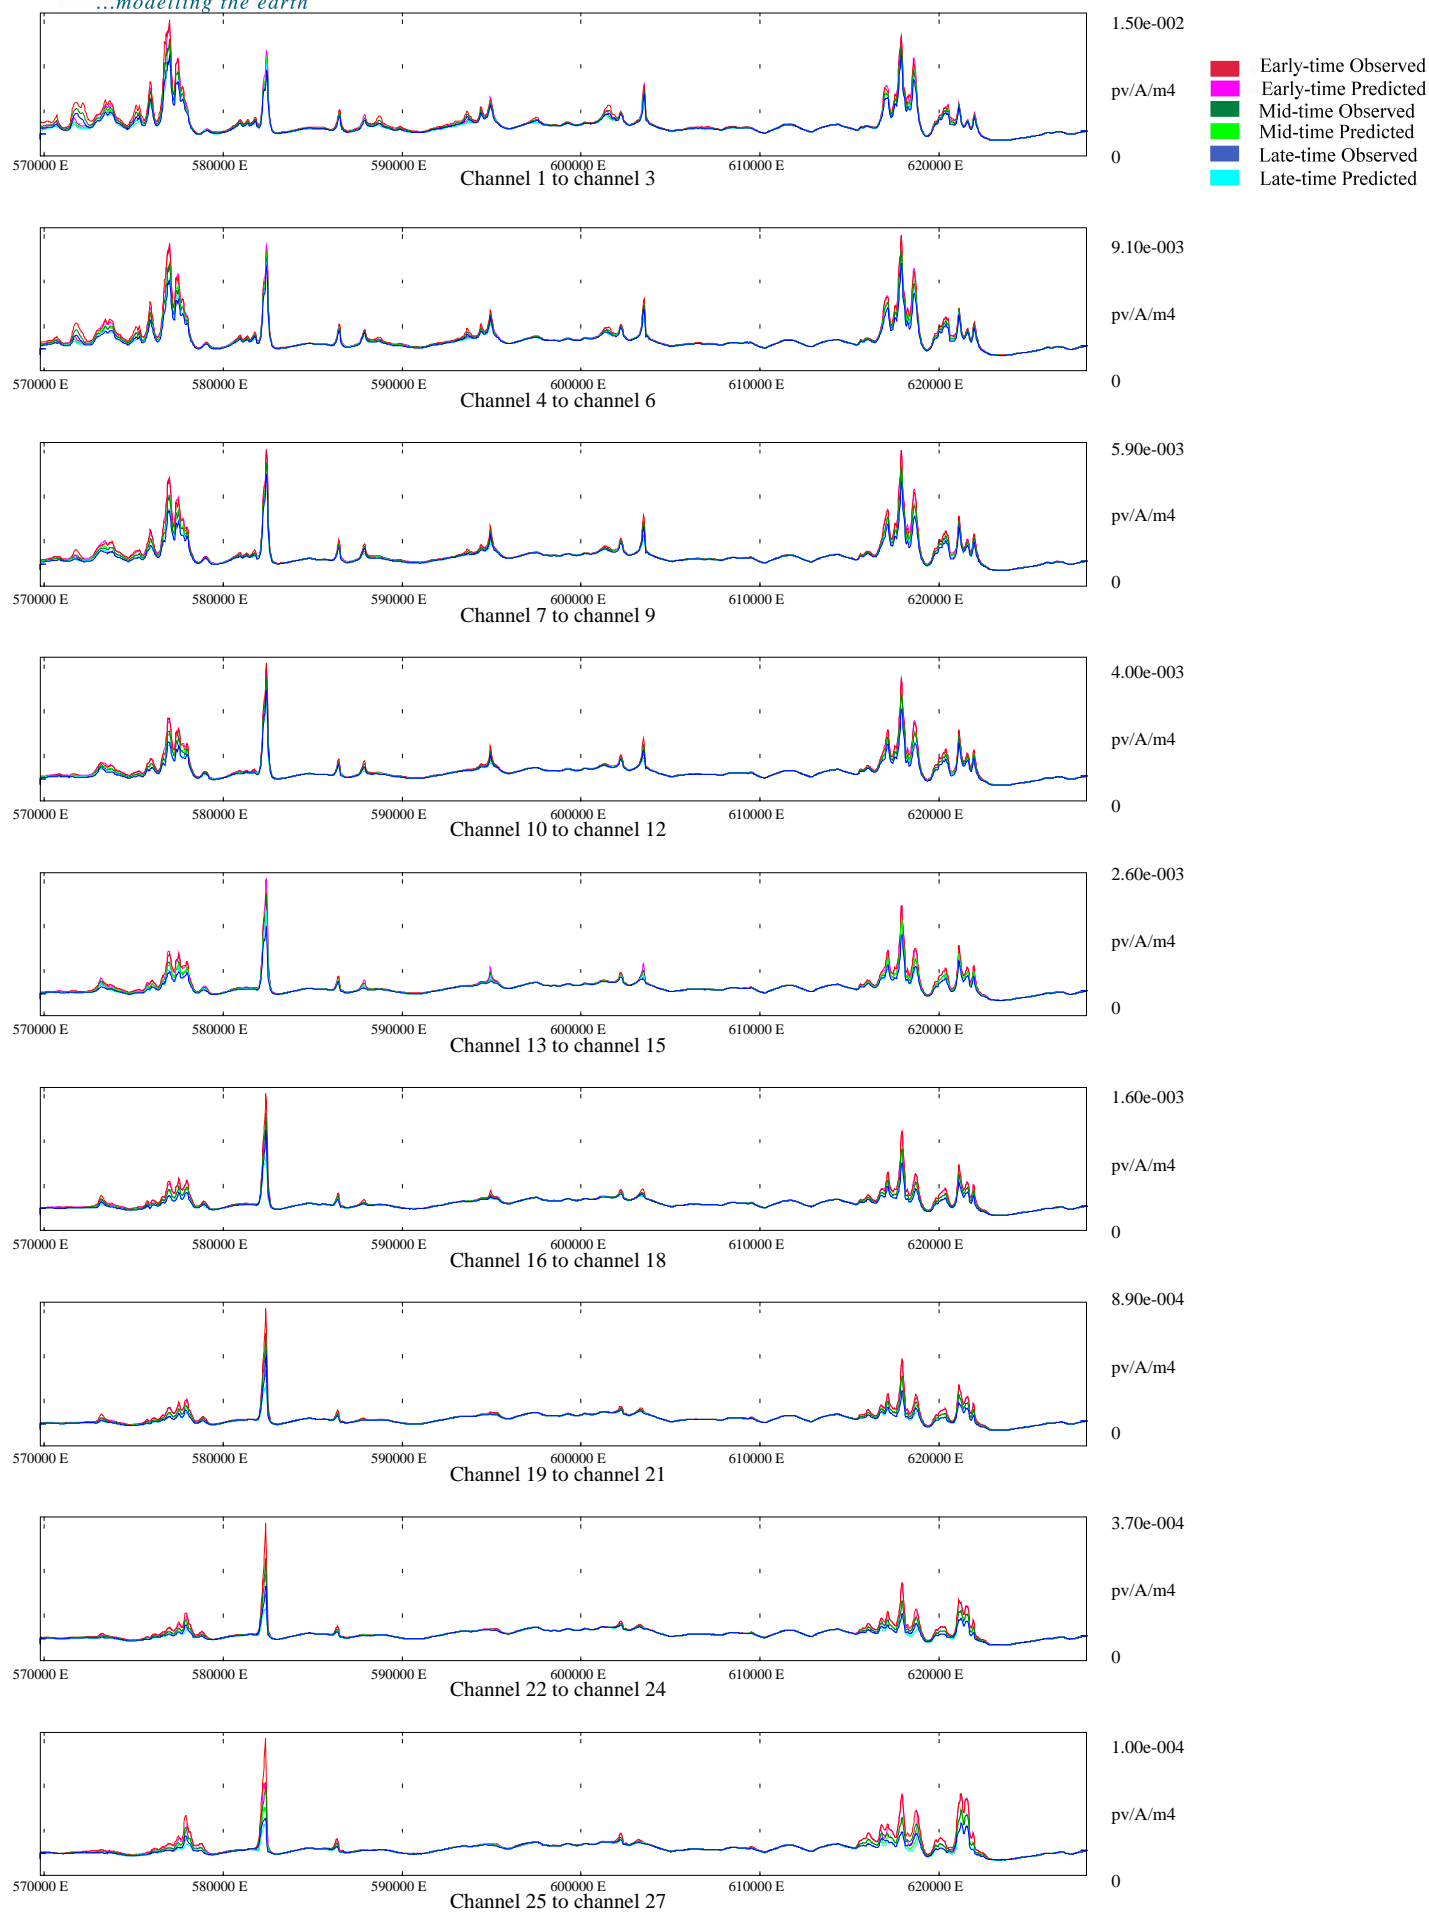 ...modelling the earth
1.50e-002
pv/A/m4
0
Early-time Observed
Early-time Predicted
Mid-time Observed
Mid-time Predicted
Late-time Observed
Late-time Predicted
570000 E 580000 E 590000 E 600000 E 610000 E 620000 E
Channel 1 to channel 3
9.10e-003
pv/A/m4
0
570000 E 580000 E 590000 E 600000 E 610000 E 620000 E
Channel 4 to channel 6
5.90e-003
pv/A/m4
0
570000 E 580000 E 590000 E 600000 E 610000 E 620000 E
Channel 7 to channel 9
4.00e-003
pv/A/m4
0
570000 E 580000 E 590000 E 600000 E 610000 E 620000 E
Channel 10 to channel 12
2.60e-003
pv/A/m4
0
570000 E 580000 E 590000 E 600000 E 610000 E 620000 E
Channel 13 to channel 15
1.60e-003
pv/A/m4
0
570000 E 580000 E 590000 E 600000 E 610000 E 620000 E
Channel 16 to channel 18
8.90e-004
pv/A/m4
0
570000 E 580000 E 590000 E 600000 E 610000 E 620000 E
Channel 19 to channel 21
3.70e-004
pv/A/m4
0
570000 E 580000 E 590000 E 600000 E 610000 E 620000 E
Channel 22 to channel 24
1.00e-004
pv/A/m4
0
570000 E 580000 E 590000 E 600000 E 610000 E 620000 E
Channel 25 to channel 27